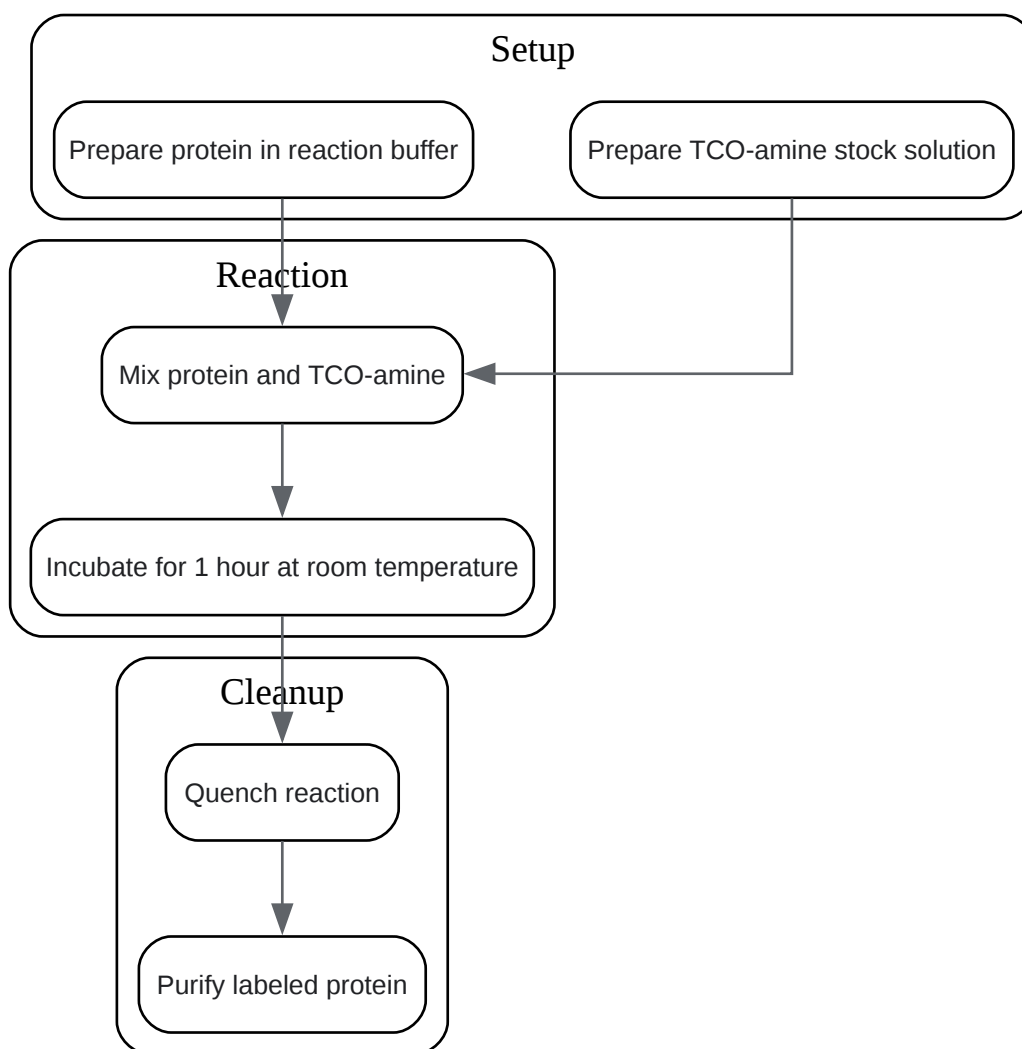 Setup
Prepare protein in reaction buffer
Prepare TCO-amine stock solution
Reaction
Mix protein and TCO-amine
Incubate for 1 hour at room temperature
Cleanup
Quench reaction
Purify labeled protein